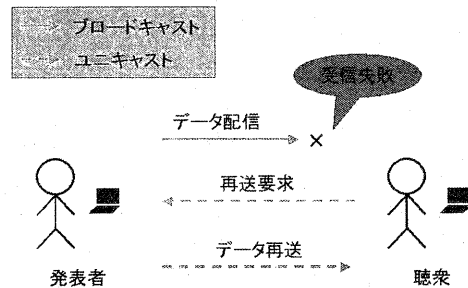 ブロードキャスト
ユニキャスト
受信失敗
データ配信
×
再送要求
データ再送
発表者
聴衆